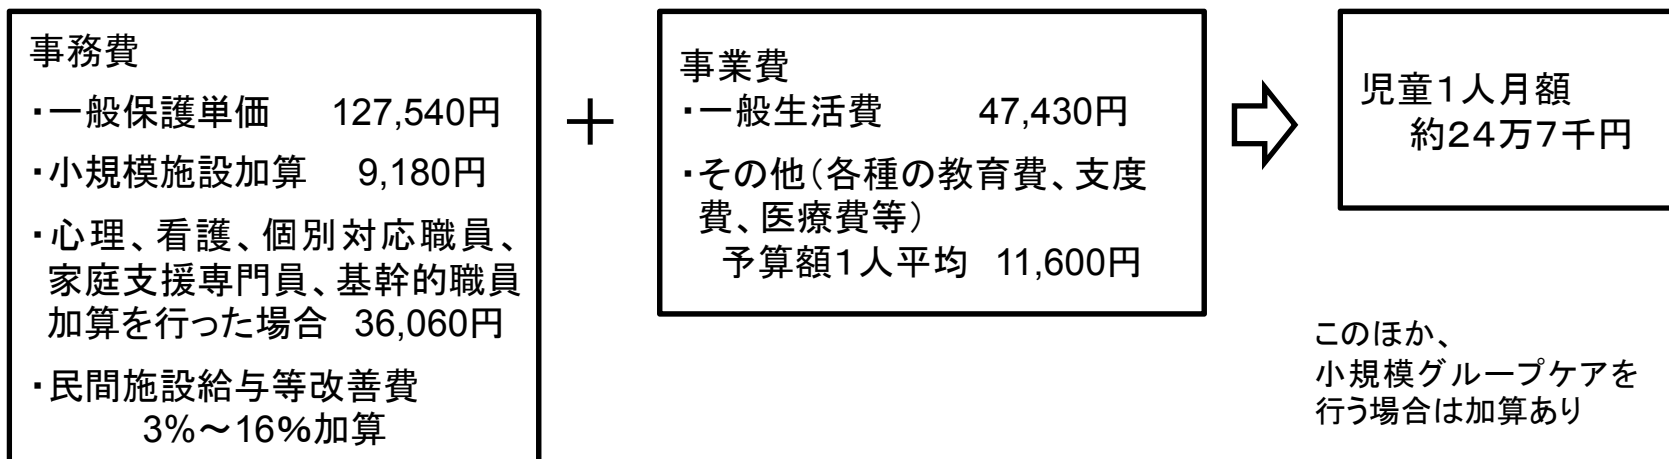 事務費
・一般保護単価　127,540円
・小規模施設加算　9,180円
・心理、看護、個別対応職員、
家庭支援専門員、基幹的職員
加算を行った場合　36,060円
・民間施設給与等改善費
3%～16%加算
＋
事業費
・一般生活費　47,430円
・その他（各種の教育費、支度
費、医療費等）
予算額１人平均　11,600円
児童１人月額
約２４万７千円
このほか、
小規模グループケアを
行う場合は加算あり